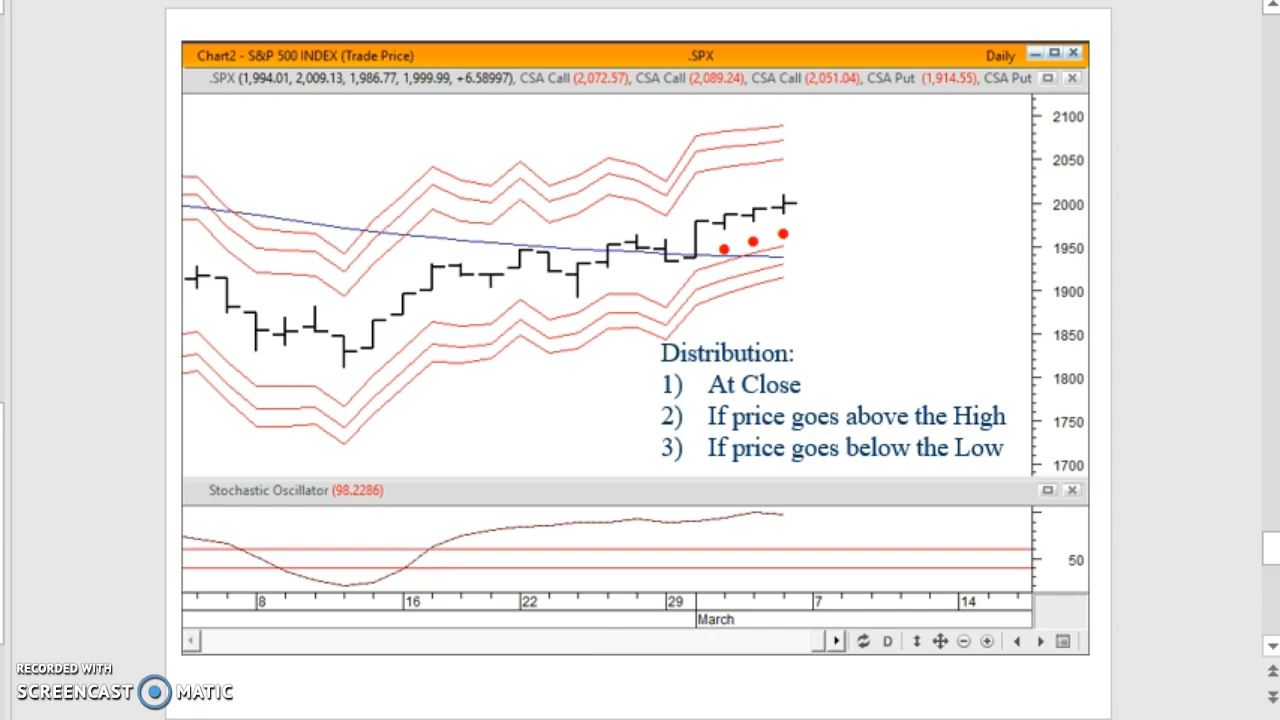 Chart2 - S&P 500 INDEX (Trade Price) .SPX Daily
.SPX (1,994.01, 2,009.13, 1,986.77, 1,999.99, +6.58997), CSA Call (2,072.57), CSA Call (2,089.24), CSA Call (2,051.04), CSA Put (1,914.55), CSA Put
2100
2050
2000
1950
1900
1850
1800
1750
1700
Distribution:
1) At Close
2) If price goes above the High
3) If price goes below the Low
Stochastic Oscillator (98.2286)
50
8 16 22 29 7 14
March
D
RECORDED WITH
SCREENCAST MATIC